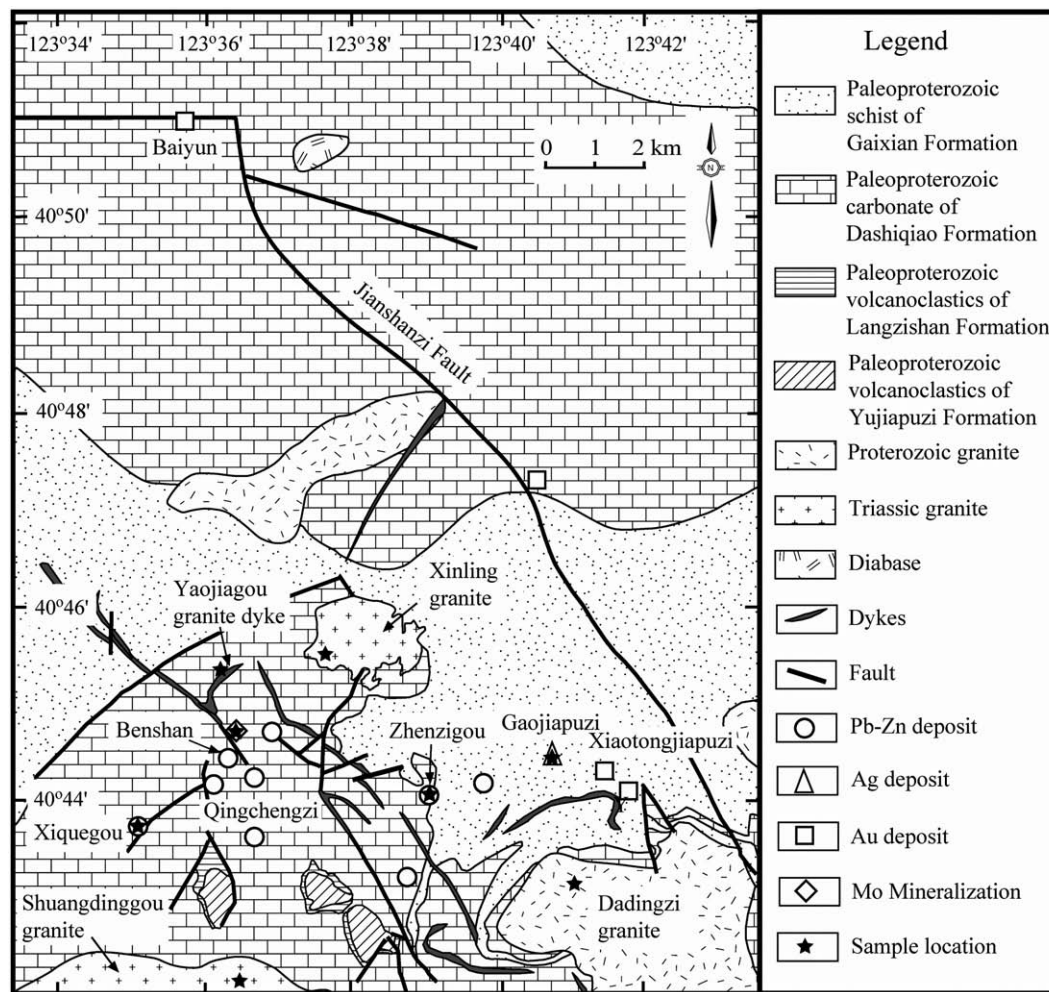 123°34'
123°36'
123°38'
123°40'
123°42'
Baiyun
0 1 2 km
N
40°50'
Jianshanzi Fault
40°48'
40°46'
Yaojiagou
granite dyke
Xinling
granite
Benshan
Zhenzigou
Gaojiapuzi
Xiaotongjiapuzi
40°44'
Qingchengzi
Xiquegou
Shuangdinggou
granite
Dadingzi
granite
Legend
Paleoproterozoic
schist of
Gaixian Formation
Paleoproterozoic
carbonate of
Dashiqiao Formation
Paleoproterozoic
volcanoclastics of
Langzishan Formation
Paleoproterozoic
volcanoclastics of
Yujiapuzi Formation
Proterozoic granite
Triassic granite
Diabase
Dykes
Fault
Pb-Zn deposit
Ag deposit
Au deposit
Mo Mineralization
Sample location